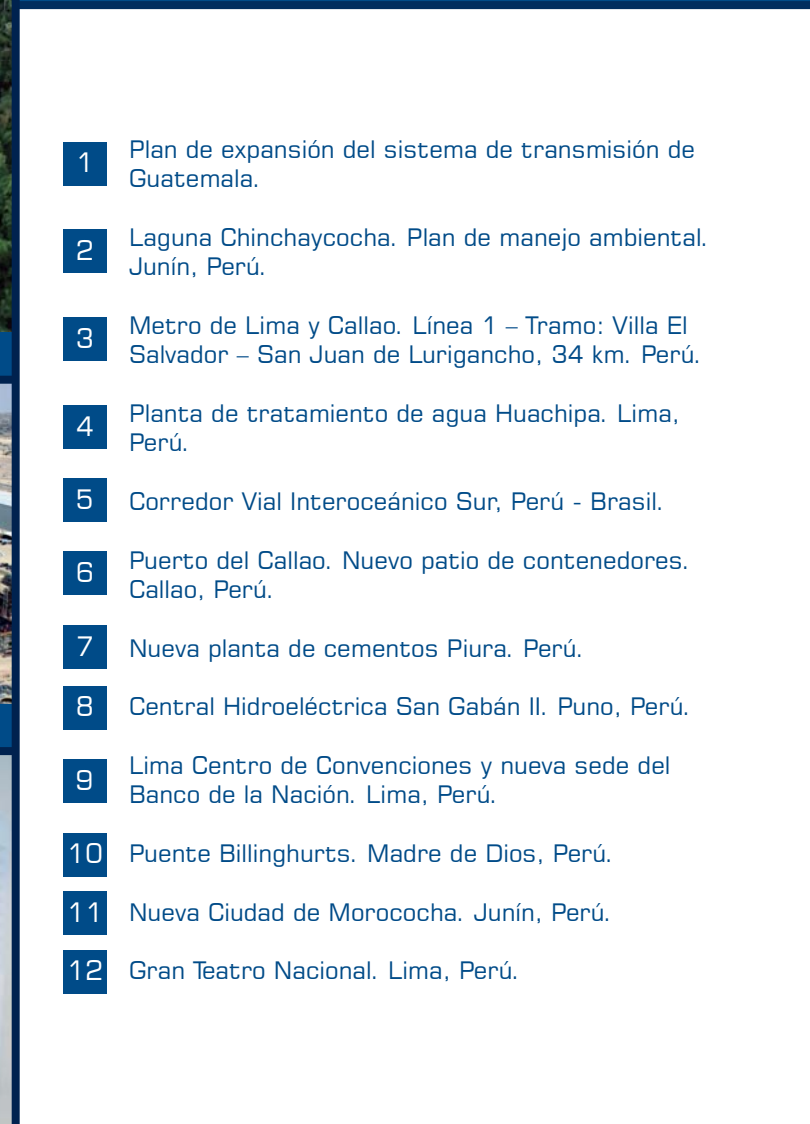 1 Plan de expansión del sistema de transmisión de
Guatemala.
2 Laguna Chinchaycocha. Plan de manejo ambiental.
Junín, Perú.
3 Metro de Lima y Callao. Línea 1 – Tramo: Villa El
Salvador – San Juan de Lurigancho, 34 km. Perú.
4 Planta de tratamiento de agua Huachipa. Lima,
Perú.
5 Corredor Vial Interoceánico Sur, Perú - Brasil.
6 Puerto del Callao. Nuevo patio de contenedores.
Callao, Perú.
7 Nueva planta de cementos Piura. Perú.
8 Central Hidroeléctrica San Gabán II. Puno, Perú.
9 Lima Centro de Convenciones y nueva sede del
Banco de la Nación. Lima, Perú.
10 Puente Billinghurts. Madre de Dios, Perú.
11 Nueva Ciudad de Morococha. Junín, Perú.
12 Gran Teatro Nacional. Lima, Perú.